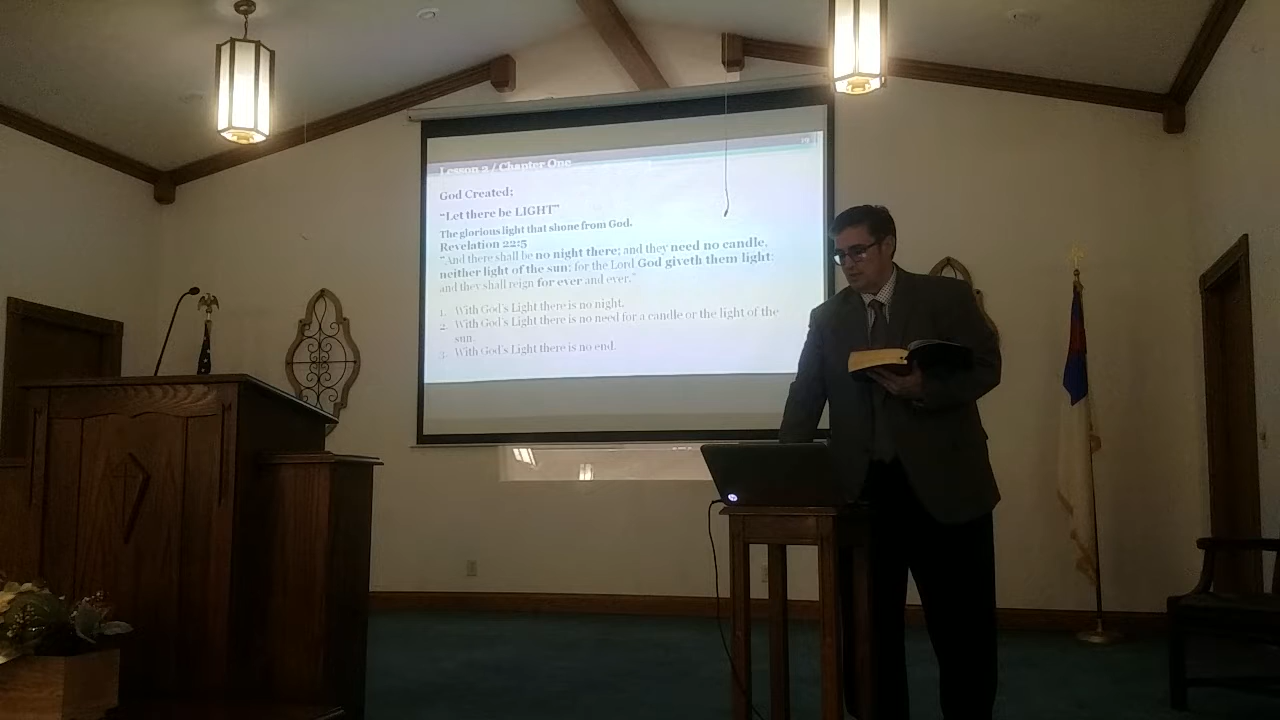 Lesson 2 / Chapter One
19
God Created;
“Let there be LIGHT”
The glorious light that shone from God.
Revelation 22:5
“And there shall be no night there; and they need no candle,
neither light of the sun; for the Lord God giveth them light:
and they shall reign for ever and ever.”
1. With God's Light there is no night.
2. With God's Light there is no need for a candle or the light of the
sun.
3. With God's Light there is no end.
hp